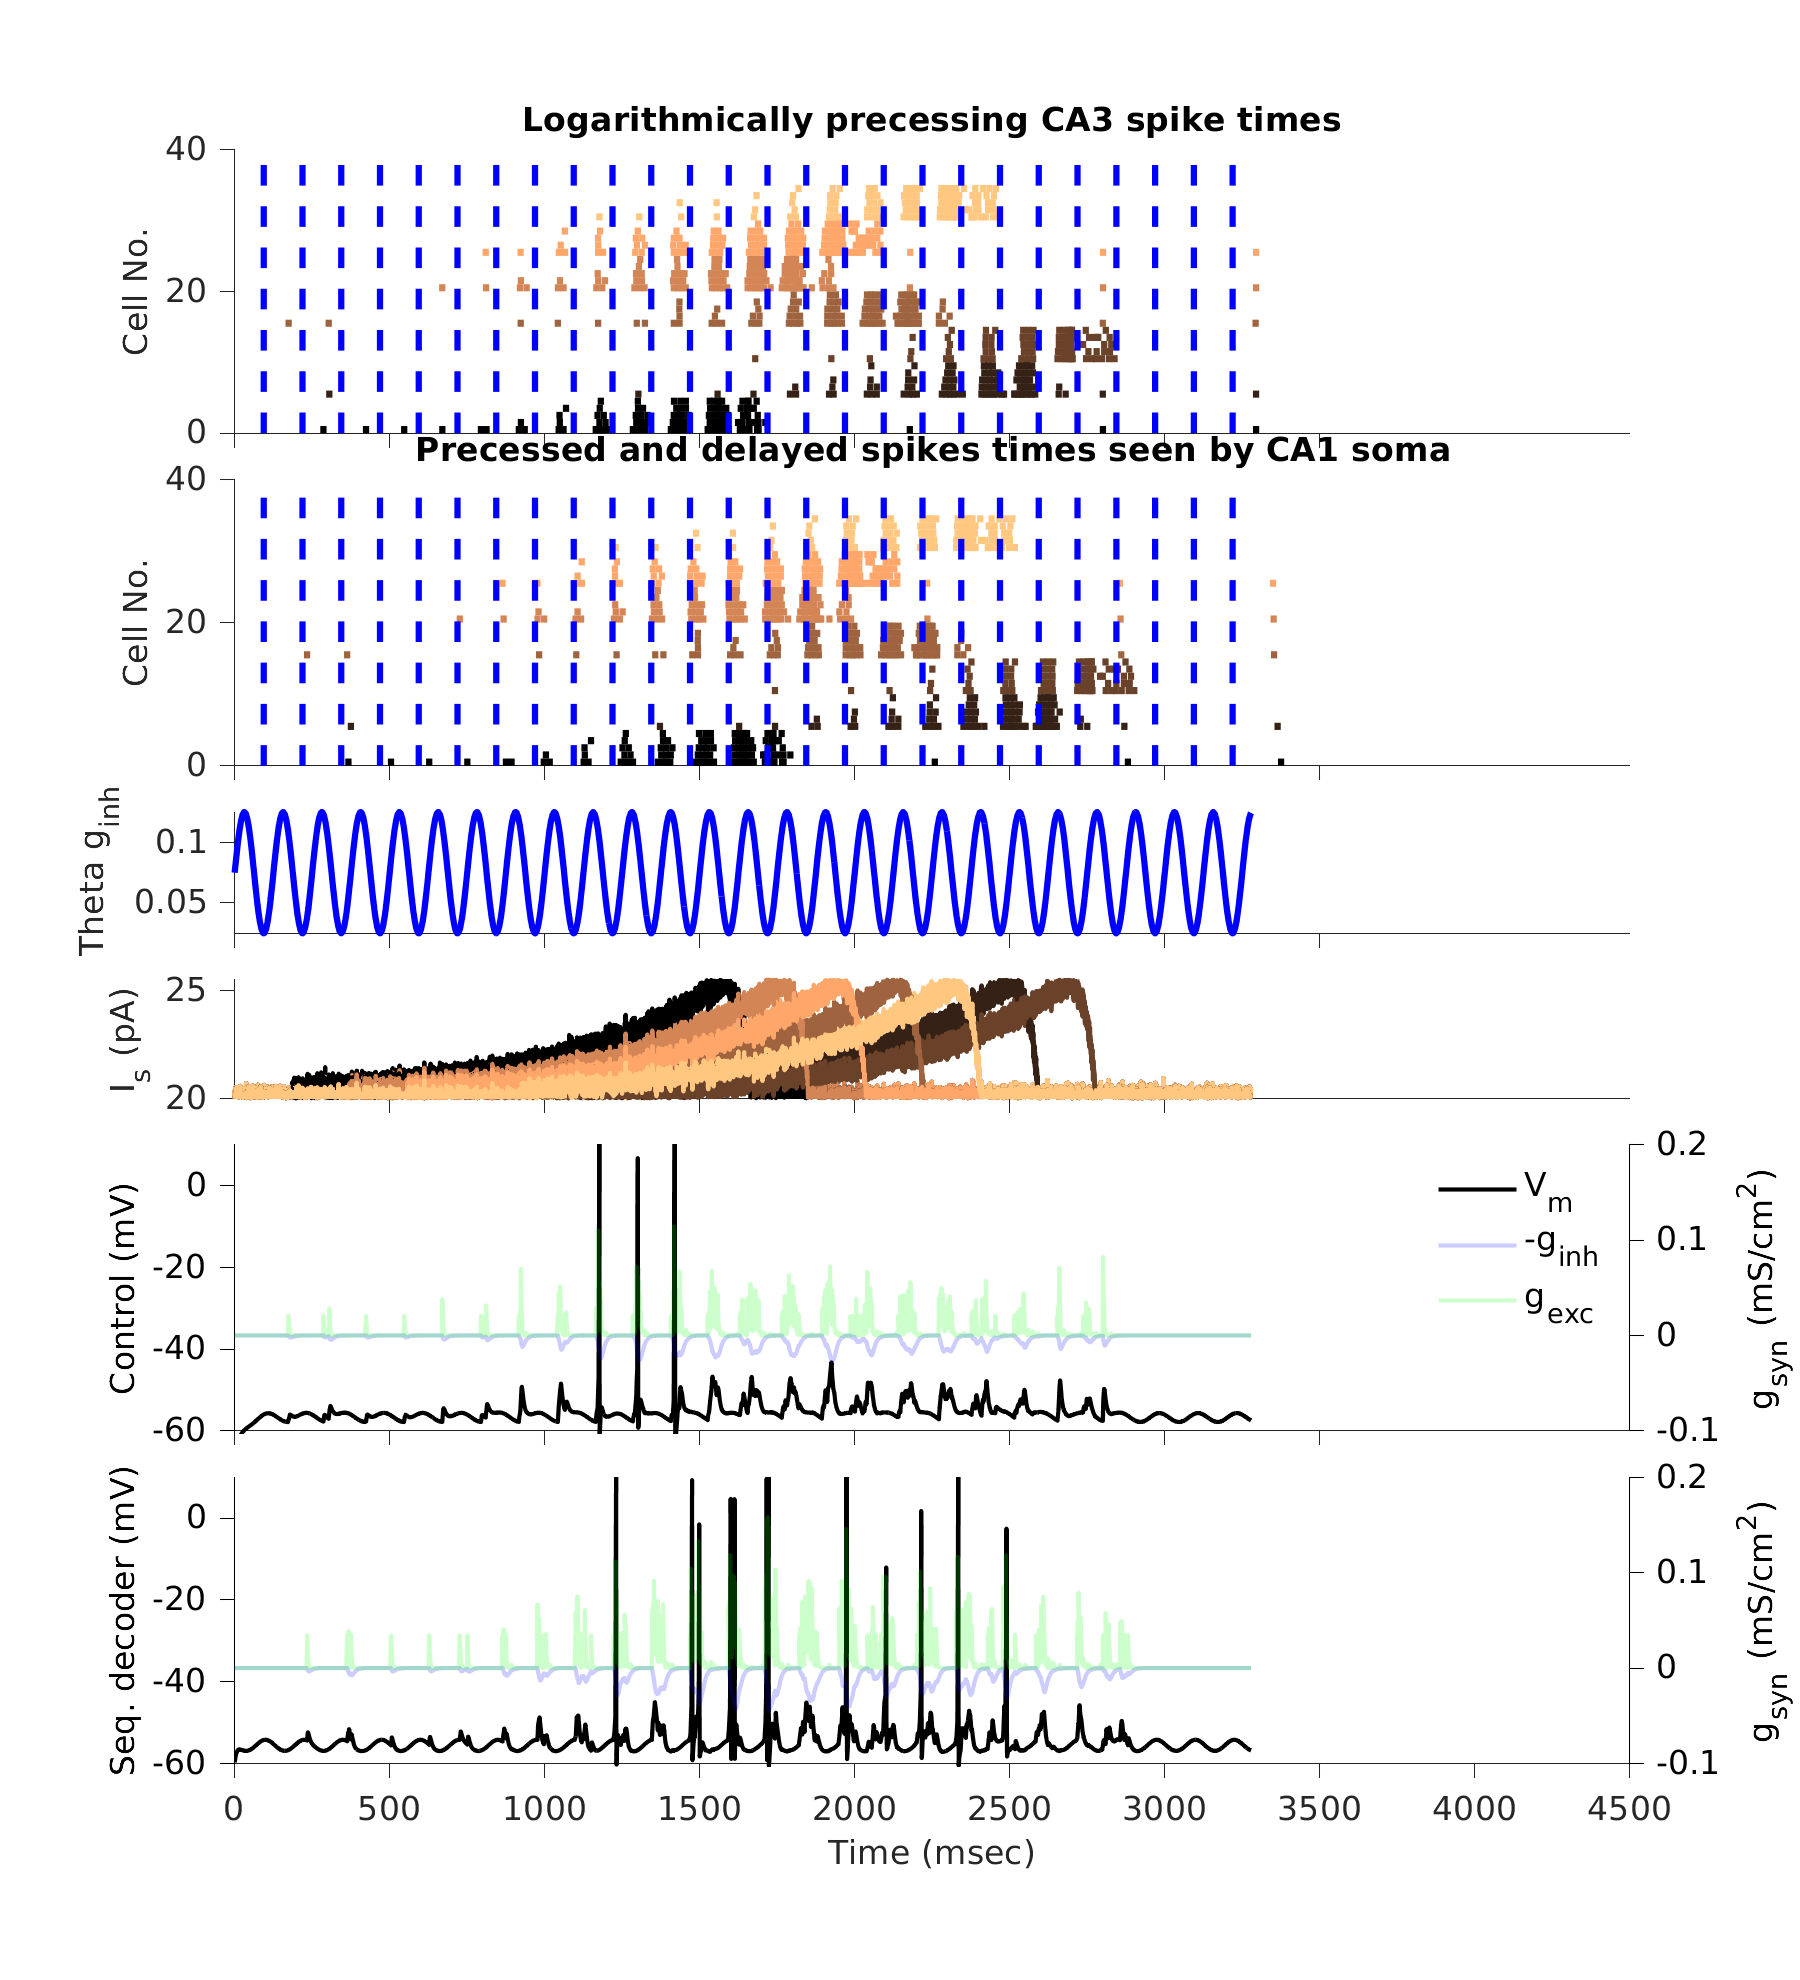 Logarithmically precessing CA3 spike times
40
20
0
Cell No.
Precessed and delayed spikes times seen by CA1 soma
40
20
0
Cell No.
0.1
0.05
Theta g_inh
25
20
I_s (pA)
0
-20
-40
-60
Control (mV)
V_m
-g_inh
g_exc
0.2
0.1
0
-0.1
g_syn (mS/cm²)
0
-20
-40
-60
Seq. decoder (mV)
0.2
0.1
0
-0.1
g_syn (mS/cm²)
0 500 1000 1500 2000 2500 3000 3500 4000 4500
Time (msec)